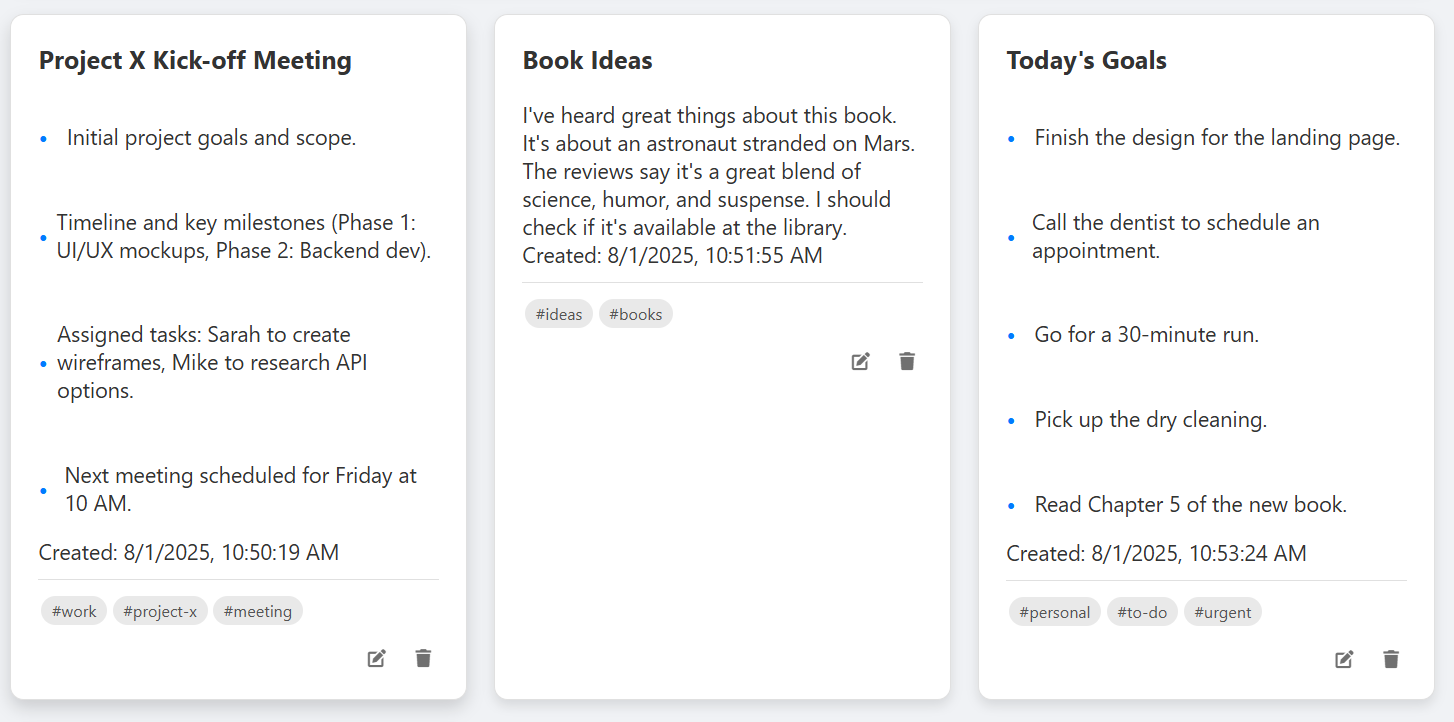 Project X Kick-off Meeting
• Initial project goals and scope.
• Timeline and key milestones (Phase 1:
UI/UX mockups, Phase 2: Backend dev).
• Assigned tasks: Sarah to create
wireframes, Mike to research API
options.
• Next meeting scheduled for Friday at
10 AM.
Created: 8/1/2025, 10:50:19 AM
#work #project-x #meeting
Book Ideas
I've heard great things about this book.
It's about an astronaut stranded on Mars.
The reviews say it's a great blend of
science, humor, and suspense. I should
check if it's available at the library.
Created: 8/1/2025, 10:51:55 AM
#ideas #books
Today's Goals
• Finish the design for the landing page.
• Call the dentist to schedule an
appointment.
• Go for a 30-minute run.
• Pick up the dry cleaning.
• Read Chapter 5 of the new book.
Created: 8/1/2025, 10:53:24 AM
#personal #to-do #urgent